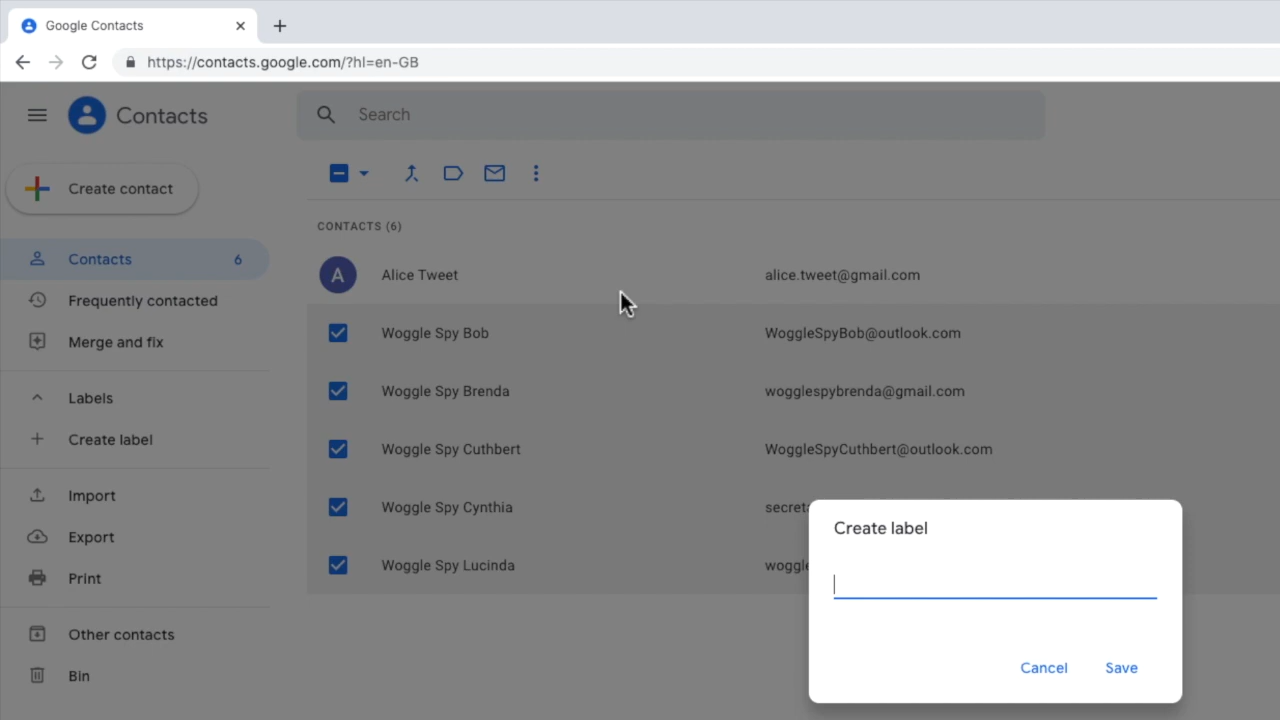 Google Contacts
https://contacts.google.com/?hl=en-GB
Contacts
Search
Create contact
CONTACTS (6)
Contacts 6
A Alice Tweet alice.tweet@gmail.com
Frequently contacted
Woggle Spy Bob WoggleSpyBob@outlook.com
Merge and fix
Woggle Spy Brenda wogglespybrenda@gmail.com
Labels
Create label
Woggle Spy Cuthbert WoggleSpyCuthbert@outlook.com
Import
Woggle Spy Cynthia
Export
Woggle Spy Lucinda
Print
Other contacts
Bin
Create label
Cancel Save